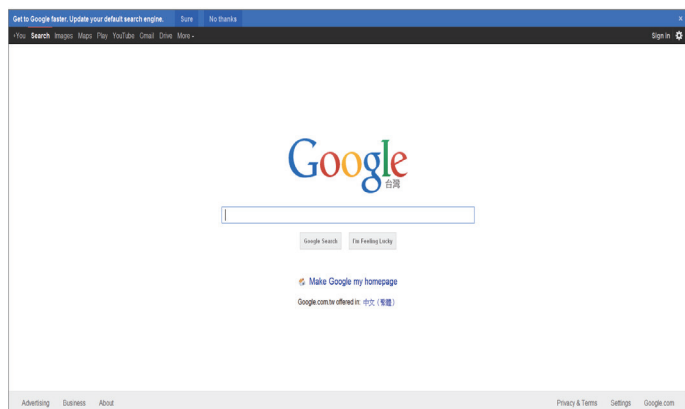 Get to Google faster. Update your default search engine. Sure No thanks ×
+You Search Images Maps Play YouTube Gmail Drive More Sign in
Google
台灣
Google Search I'm Feeling Lucky
Make Google my homepage
Google.com.tw offered in: 中文 (繁體)
Advertising Business About Privacy & Terms Settings Google.com